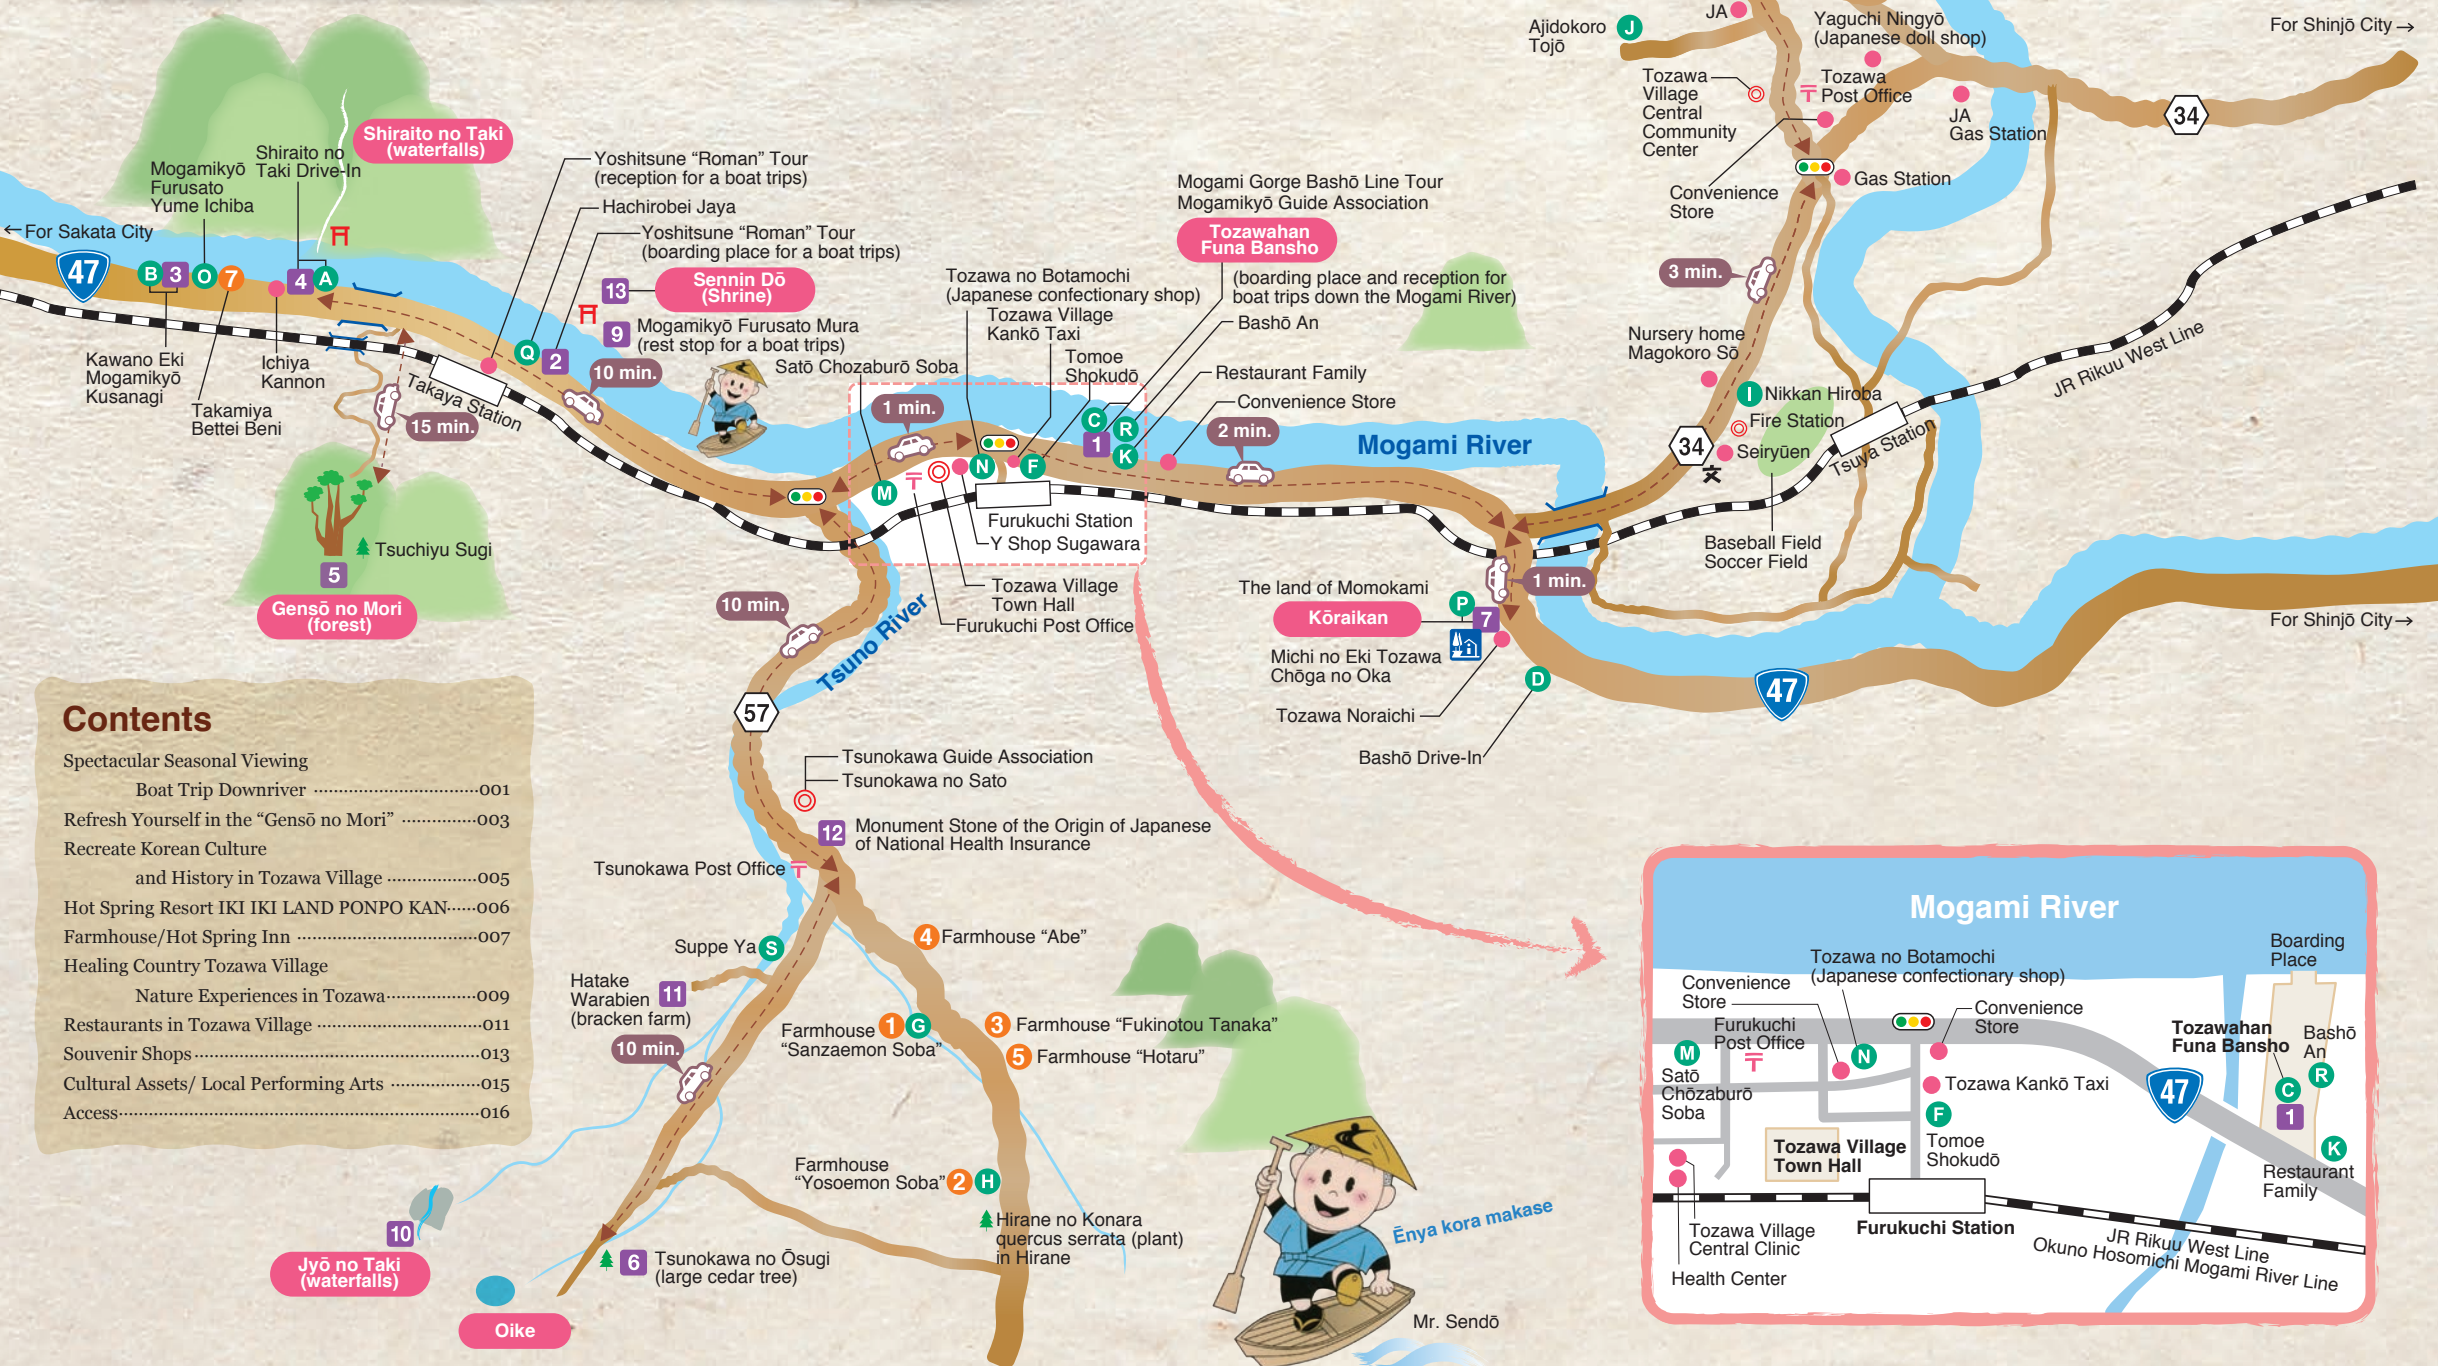 Ajidokoro
Tojō
J
JA
Yaguchi Ningyō
(Japanese doll shop)
For Shinjō City →
Tozawa
Village
Central
Community
Center
Tozawa
Post Office
JA
Gas Station
34
Convenience
Store
Gas Station
Shiraito no Taki
(waterfalls)
Shiraito no
Taki Drive-In
Mogamikyō
Furusato
Yume Ichiba
← For Sakata City
47
B
3
O
7
4
A
Kawano Eki
Mogamikyō
Kusanagi
Takamiya
Bettei Beni
Ichiya
Kannon
Yoshitsune “Roman” Tour
(reception for a boat trips)
Hachirobei Jaya
Yoshitsune “Roman” Tour
(boarding place for a boat trips)
13
Sennin Dō
(Shrine)
9
Mogamikyō Furusato Mura
(rest stop for a boat trips)
Q
2
10 min.
Takaya Station
15 min.
Tsuchiyu Sugi
5
Gensō no Mori
(forest)
Satō Chozaburō Soba
Tozawa no Botamochi
(Japanese confectionary shop)
Tozawa Village
Kankō Taxi
Tomoe
Shokudō
Mogami Gorge Bashō Line Tour
Mogamikyō Guide Association
Tozawahan
Funa Bansho
(boarding place and reception for
boat trips down the Mogami River)
Bashō An
Restaurant Family
Convenience Store
1 min.
2 min.
C
R
1
K
M
N
F
Mogami River
Furukuchi Station
Y Shop Sugawara
Tozawa Village
Town Hall
Furukuchi Post Office
3 min.
Nursery home
Magokoro Sō
I
Nikkan Hiroba
Fire Station
Seiryūen
34
Tsuya Station
JR Rikuu West Line
Baseball Field
Soccer Field
1 min.
The land of Momokami
Kōraikan
P
7
Michi no Eki Tozawa
Chōga no Oka
Tozawa Noraichi
D
Bashō Drive-In
47
For Shinjō City→
10 min.
Tsuno River
57
Tsunokawa Guide Association
Tsunokawa no Sato
12
Monument Stone of the Origin of Japanese
of National Health Insurance
Tsunokawa Post Office
Suppe Ya
S
Hatake
Warabien
(bracken farm)
11
10 min.
4
Farmhouse “Abe”
Farmhouse
“Sanzaemon Soba”
1
G
3
Farmhouse “Fukinotou Tanaka”
5
Farmhouse “Hotaru”
Farmhouse
“Yosoemon Soba”
2
H
Hirane no Konara
quercus serrata (plant)
in Hirane
6
Tsunokawa no Ōsugi
(large cedar tree)
10
Jyō no Taki
(waterfalls)
Oike
Ēnya kora makase
Mr. Sendō
Contents
Spectacular Seasonal Viewing
Boat Trip Downriver ································001
Refresh Yourself in the “Gensō no Mori” ···············003
Recreate Korean Culture
and History in Tozawa Village ··················005
Hot Spring Resort IKI IKI LAND PONPO KAN······006
Farmhouse/Hot Spring Inn ···································007
Healing Country Tozawa Village
Nature Experiences in Tozawa··················009
Restaurants in Tozawa Village ································011
Souvenir Shops························································013
Cultural Assets/ Local Performing Arts ··················015
Access······································································016
Mogami River
Boarding
Place
Tozawa no Botamochi
(Japanese confectionary shop)
Convenience
Store
Convenience
Store
Furukuchi
Post Office
Tozawahan
Funa Bansho
Bashō
An
M
N
Satō
Chōzaburō
Soba
Tozawa Kankō Taxi
47
R
C
1
F
K
Tomoe
Shokudō
Tozawa Village
Town Hall
Restaurant
Family
Furukuchi Station
Tozawa Village
Central Clinic
Health Center
JR Rikuu West Line
Okuno Hosomichi Mogami River Line